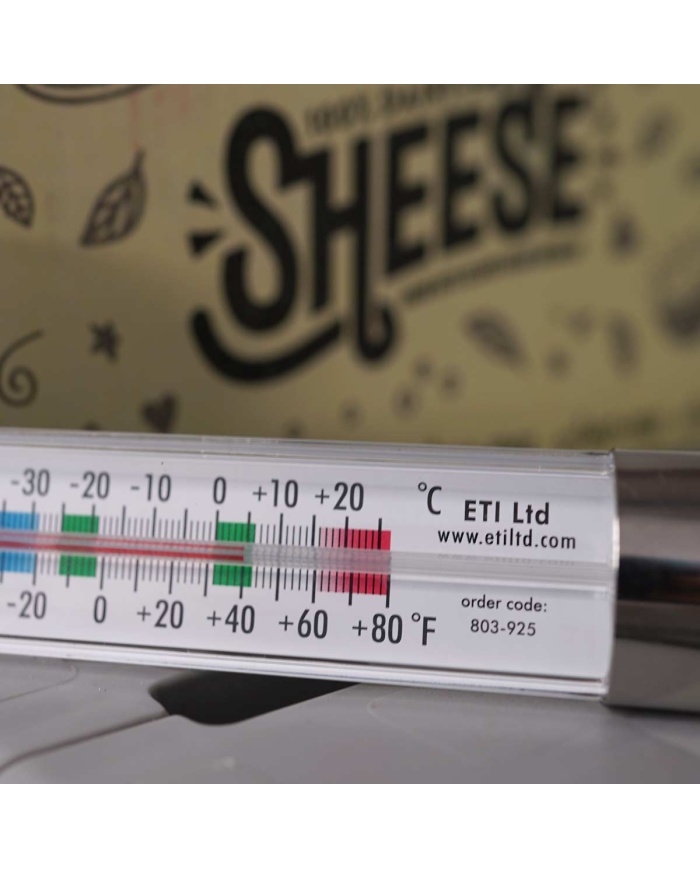 SHEESE
-30 -20 -10 0 +10 +20 °C
ETI Ltd
www.etiltd.com
-20 0 +20 +40 +60 +80 °F
order code:
803-925